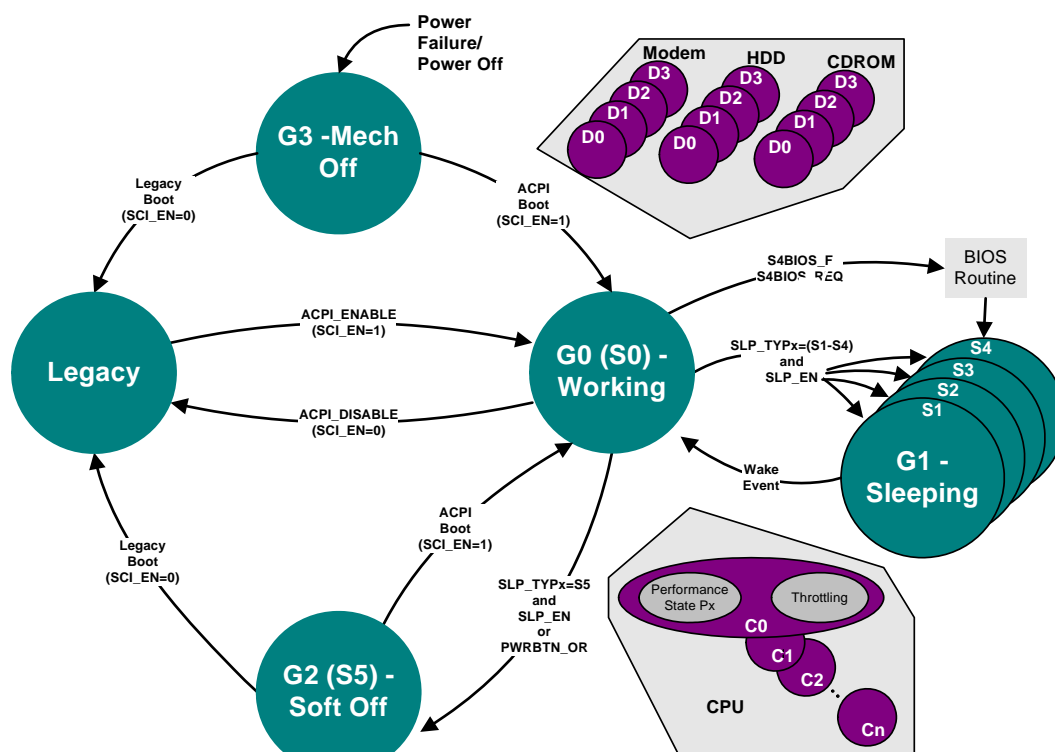 Power
Failure/
Power Off
Modem
HDD
CDROM
D3
D2
D1
D0
D3
D2
D1
D0
D3
D2
D1
D0
G3 -Mech
Off
Legacy
Boot
(SCI_EN=0)
ACPI
Boot
(SCI_EN=1)
S4BIOS_F
S4BIOS_REQ
BIOS
Routine
ACPI_ENABLE
(SCI_EN=1)
Legacy
G0 (S0) -
Working
SLP_TYPx=(S1-S4)
and
SLP_EN
S4
S3
S2
S1
G1 -
Sleeping
ACPI_DISABLE
(SCI_EN=0)
Wake
Event
ACPI
Boot
(SCI_EN=1)
Legacy
Boot
(SCI_EN=0)
SLP_TYPx=S5
and
SLP_EN
or
PWRBTN_OR
G2 (S5) -
Soft Off
Performance
State Px
Throttling
C0
C1
C2
Cn
CPU